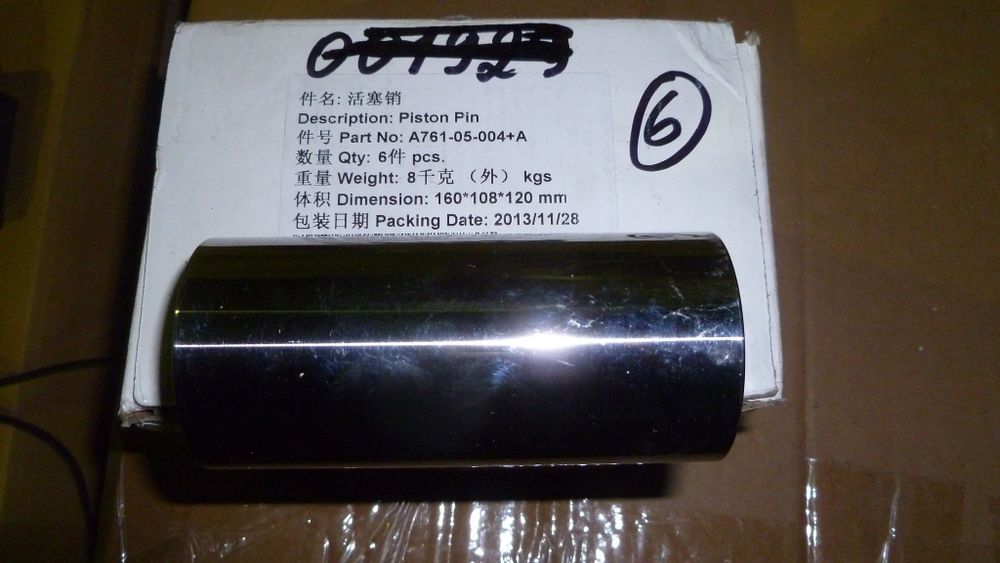 件名: 活塞销
Description: Piston Pin
件号 Part No: A761-05-004+A
数量 Qty: 6件 pcs.
重量 Weight: 8千克 （外） kgs
体积 Dimension: 160*108*120 mm
包装日期 Packing Date: 2013/11/28
6